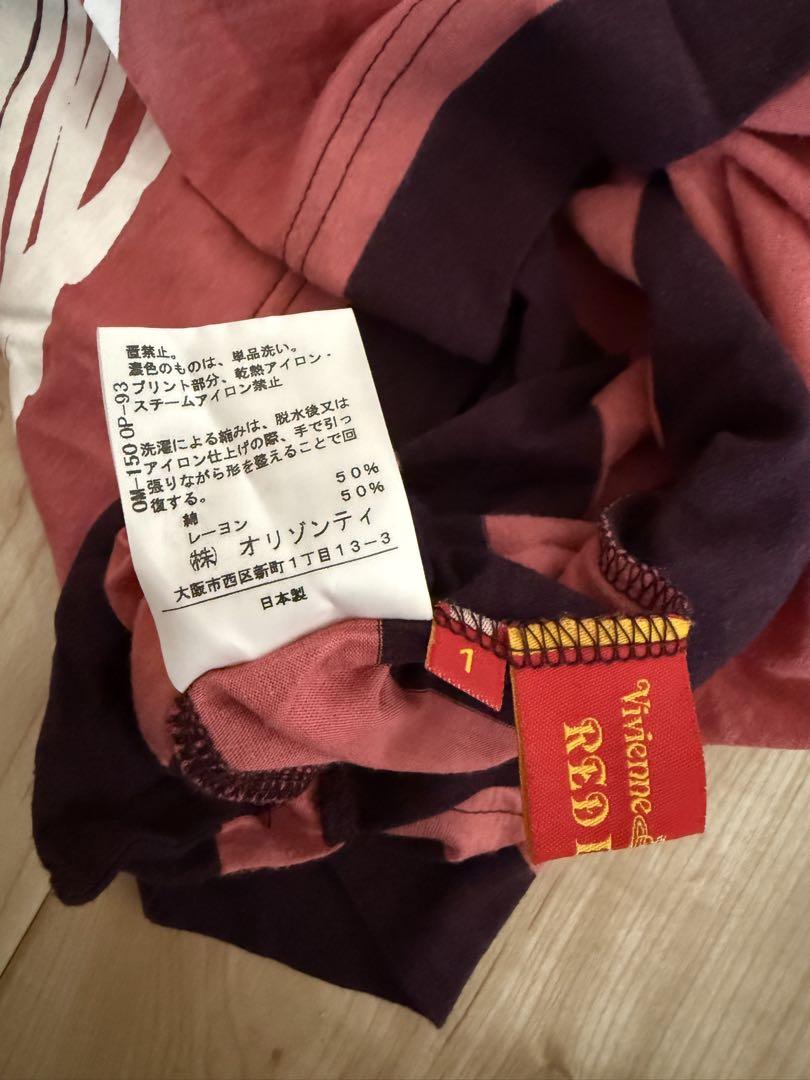 置禁止。
濃色のものは、単品洗い。
プリント部分、乾熱アイロン・
スチームアイロン禁止
洗濯による縮みは、脱水後又は
アイロン仕上げの際、手で引っ
張りながら形を整えることで回
復する。
綿 50%
レーヨン 50%
㈱ オリゾンティ
大阪市西区新町1丁目13-3
日本製
OM-150 OP-93
1
Vivienne
RED